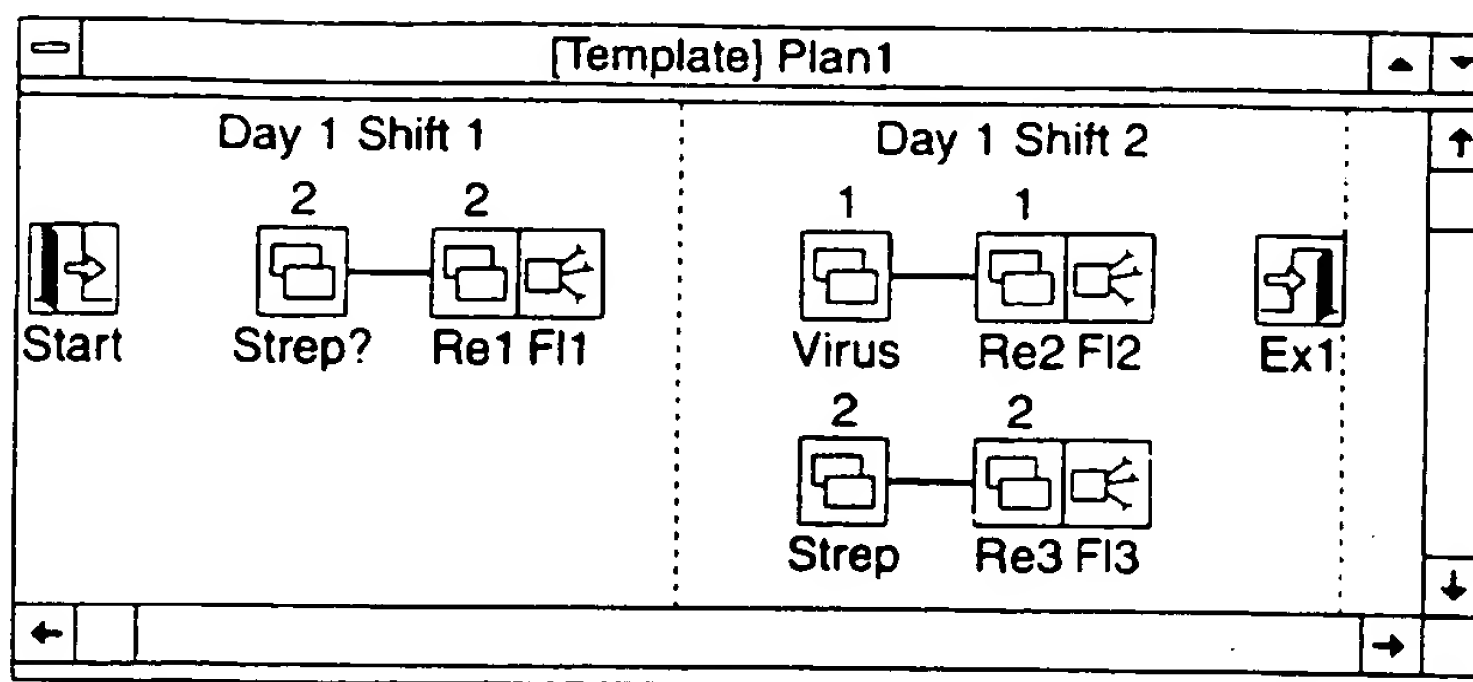 [Template] Plan1
Day 1 Shift 1
Day 1 Shift 2
2 2
1 1
Start
Strep?
Re1 Fl1
Virus
Re2 Fl2
Ex1
2 2
Strep
Re3 Fl3